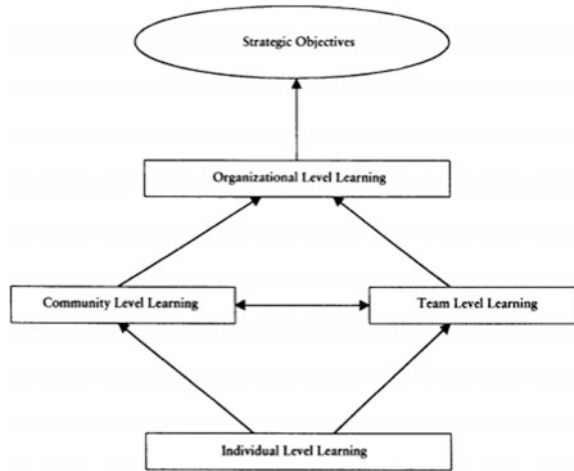 Strategic Objectives
Organizational Level Learning
Community Level Learning
Team Level Learning
Individual Level Learning